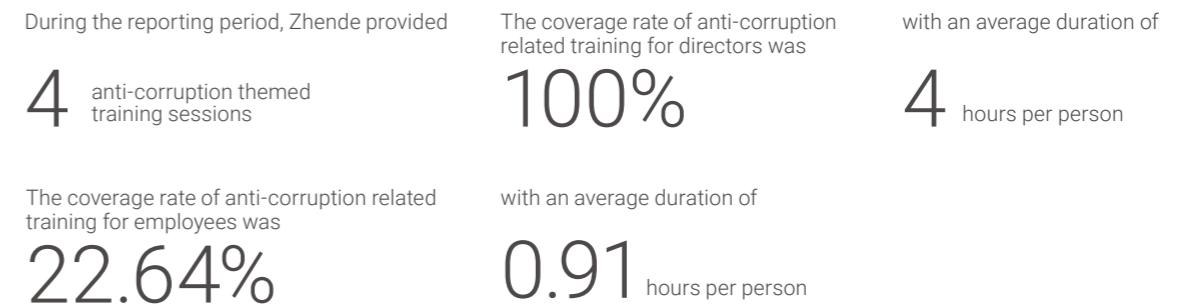 During the reporting period, Zhende provided
4 anti-corruption themed
training sessions
The coverage rate of anti-corruption
related training for directors was
100%
with an average duration of
4 hours per person
The coverage rate of anti-corruption related
training for employees was
22.64%
with an average duration of
0.91 hours per person